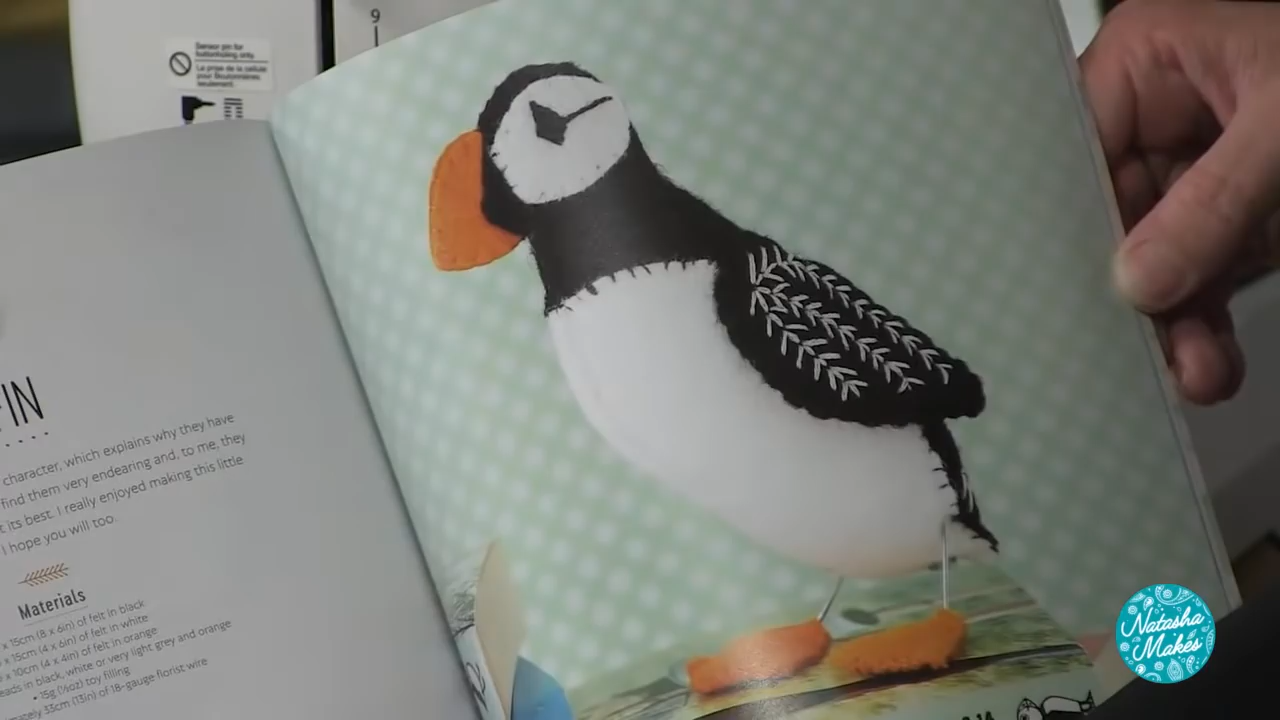 9
Sensor pin for
buttonholing only.
La prise de la cellule
pour Boutonnières
seulement.
IN
character, which explains why they have
find them very endearing and, to me, they
its best. I really enjoyed making this little
I hope you will too.
Materials
x 15cm (8 x 6in) of felt in black
x 15cm (4 x 6in) of felt in white
x 10cm (4 x 4in) of felt in orange
in black, white or very light grey and orange
• 15g (½oz) toy filling
33cm (13in) of 18-gauge florist wire
Natasha
Makes